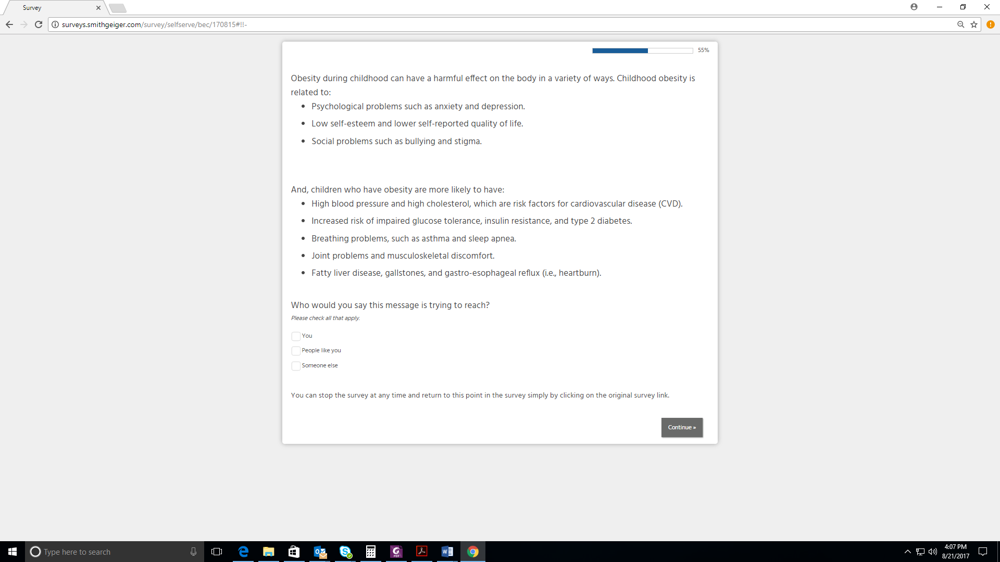 Survey
surveys.smithgeiger.com/survey/selfserve/bec/170815#!!-
55%
Obesity during childhood can have a harmful effect on the body in a variety of ways. Childhood obesity is
related to:
• Psychological problems such as anxiety and depression.
• Low self-esteem and lower self-reported quality of life.
• Social problems such as bullying and stigma.
And, children who have obesity are more likely to have:
• High blood pressure and high cholesterol, which are risk factors for cardiovascular disease (CVD).
• Increased risk of impaired glucose tolerance, insulin resistance, and type 2 diabetes.
• Breathing problems, such as asthma and sleep apnea.
• Joint problems and musculoskeletal discomfort.
• Fatty liver disease, gallstones, and gastro-esophageal reflux (i.e., heartburn).
Who would you say this message is trying to reach?
Please check all that apply.
You
People like you
Someone else
You can stop the survey at any time and return to this point in the survey simply by clicking on the original survey link.
Continue »
Type here to search
4:07 PM
8/21/2017